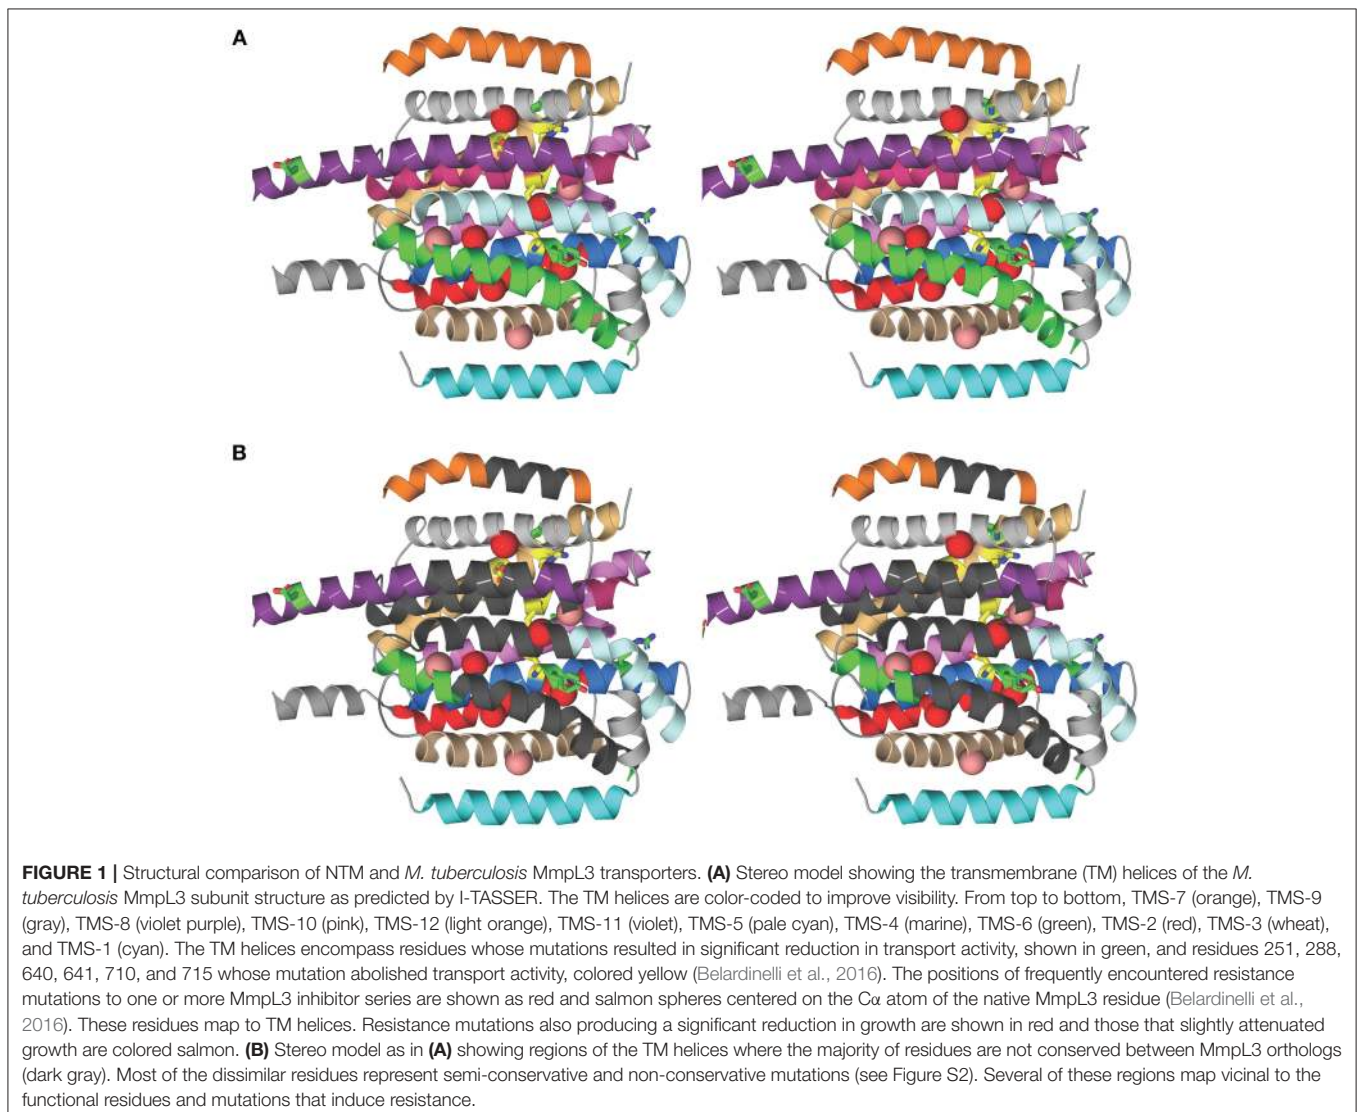 A
B
FIGURE 1 | Structural comparison of NTM and M. tuberculosis MmpL3 transporters. (A) Stereo model showing the transmembrane (TM) helices of the M.
tuberculosis MmpL3 subunit structure as predicted by I-TASSER. The TM helices are color-coded to improve visibility. From top to bottom, TMS-7 (orange), TMS-9
(gray), TMS-8 (violet purple), TMS-10 (pink), TMS-12 (light orange), TMS-11 (violet), TMS-5 (pale cyan), TMS-4 (marine), TMS-6 (green), TMS-2 (red), TMS-3 (wheat),
and TMS-1 (cyan). The TM helices encompass residues whose mutations resulted in significant reduction in transport activity, shown in green, and residues 251, 288,
640, 641, 710, and 715 whose mutation abolished transport activity, colored yellow (Belardinelli et al., 2016). The positions of frequently encountered resistance
mutations to one or more MmpL3 inhibitor series are shown as red and salmon spheres centered on the Cα atom of the native MmpL3 residue (Belardinelli et al.,
2016). These residues map to TM helices. Resistance mutations also producing a significant reduction in growth are shown in red and those that slightly attenuated
growth are colored salmon. (B) Stereo model as in (A) showing regions of the TM helices where the majority of residues are not conserved between MmpL3 orthologs
(dark gray). Most of the dissimilar residues represent semi-conservative and non-conservative mutations (see Figure S2). Several of these regions map vicinal to the
functional residues and mutations that induce resistance.